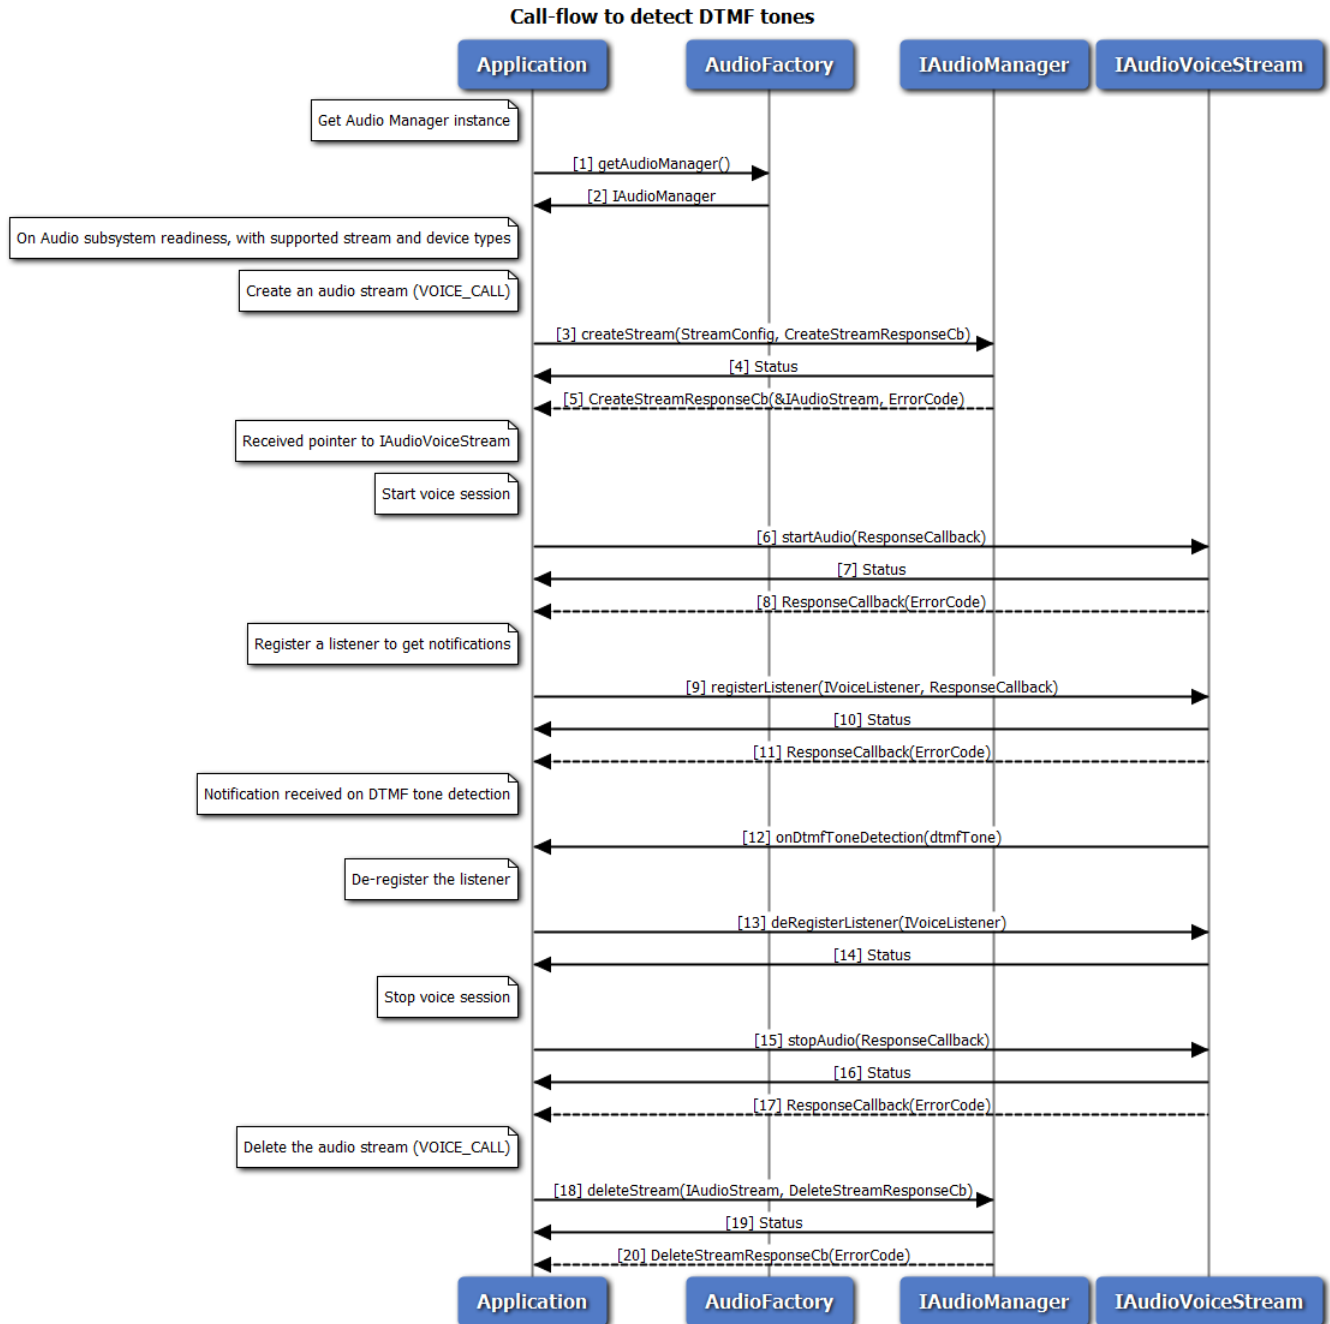 Call-flow to detect DTMF tones
Application
AudioFactory
IAudioManager
IAudioVoiceStream
Get Audio Manager instance
[1] getAudioManager()
[2] IAudioManager
On Audio subsystem readiness, with supported stream and device types
Create an audio stream (VOICE_CALL)
[3] createStream(StreamConfig, CreateStreamResponseCb)
[4] Status
[5] CreateStreamResponseCb(&IAudioStream, ErrorCode)
Received pointer to IAudioVoiceStream
Start voice session
[6] startAudio(ResponseCallback)
[7] Status
[8] ResponseCallback(ErrorCode)
Register a listener to get notifications
[9] registerListener(IVoiceListener, ResponseCallback)
[10] Status
[11] ResponseCallback(ErrorCode)
Notification received on DTMF tone detection
[12] onDtmfToneDetection(dtmfTone)
De-register the listener
[13] deRegisterListener(IVoiceListener)
[14] Status
Stop voice session
[15] stopAudio(ResponseCallback)
[16] Status
[17] ResponseCallback(ErrorCode)
Delete the audio stream (VOICE_CALL)
[18] deleteStream(IAudioStream, DeleteStreamResponseCb)
[19] Status
[20] DeleteStreamResponseCb(ErrorCode)
Application
AudioFactory
IAudioManager
IAudioVoiceStream